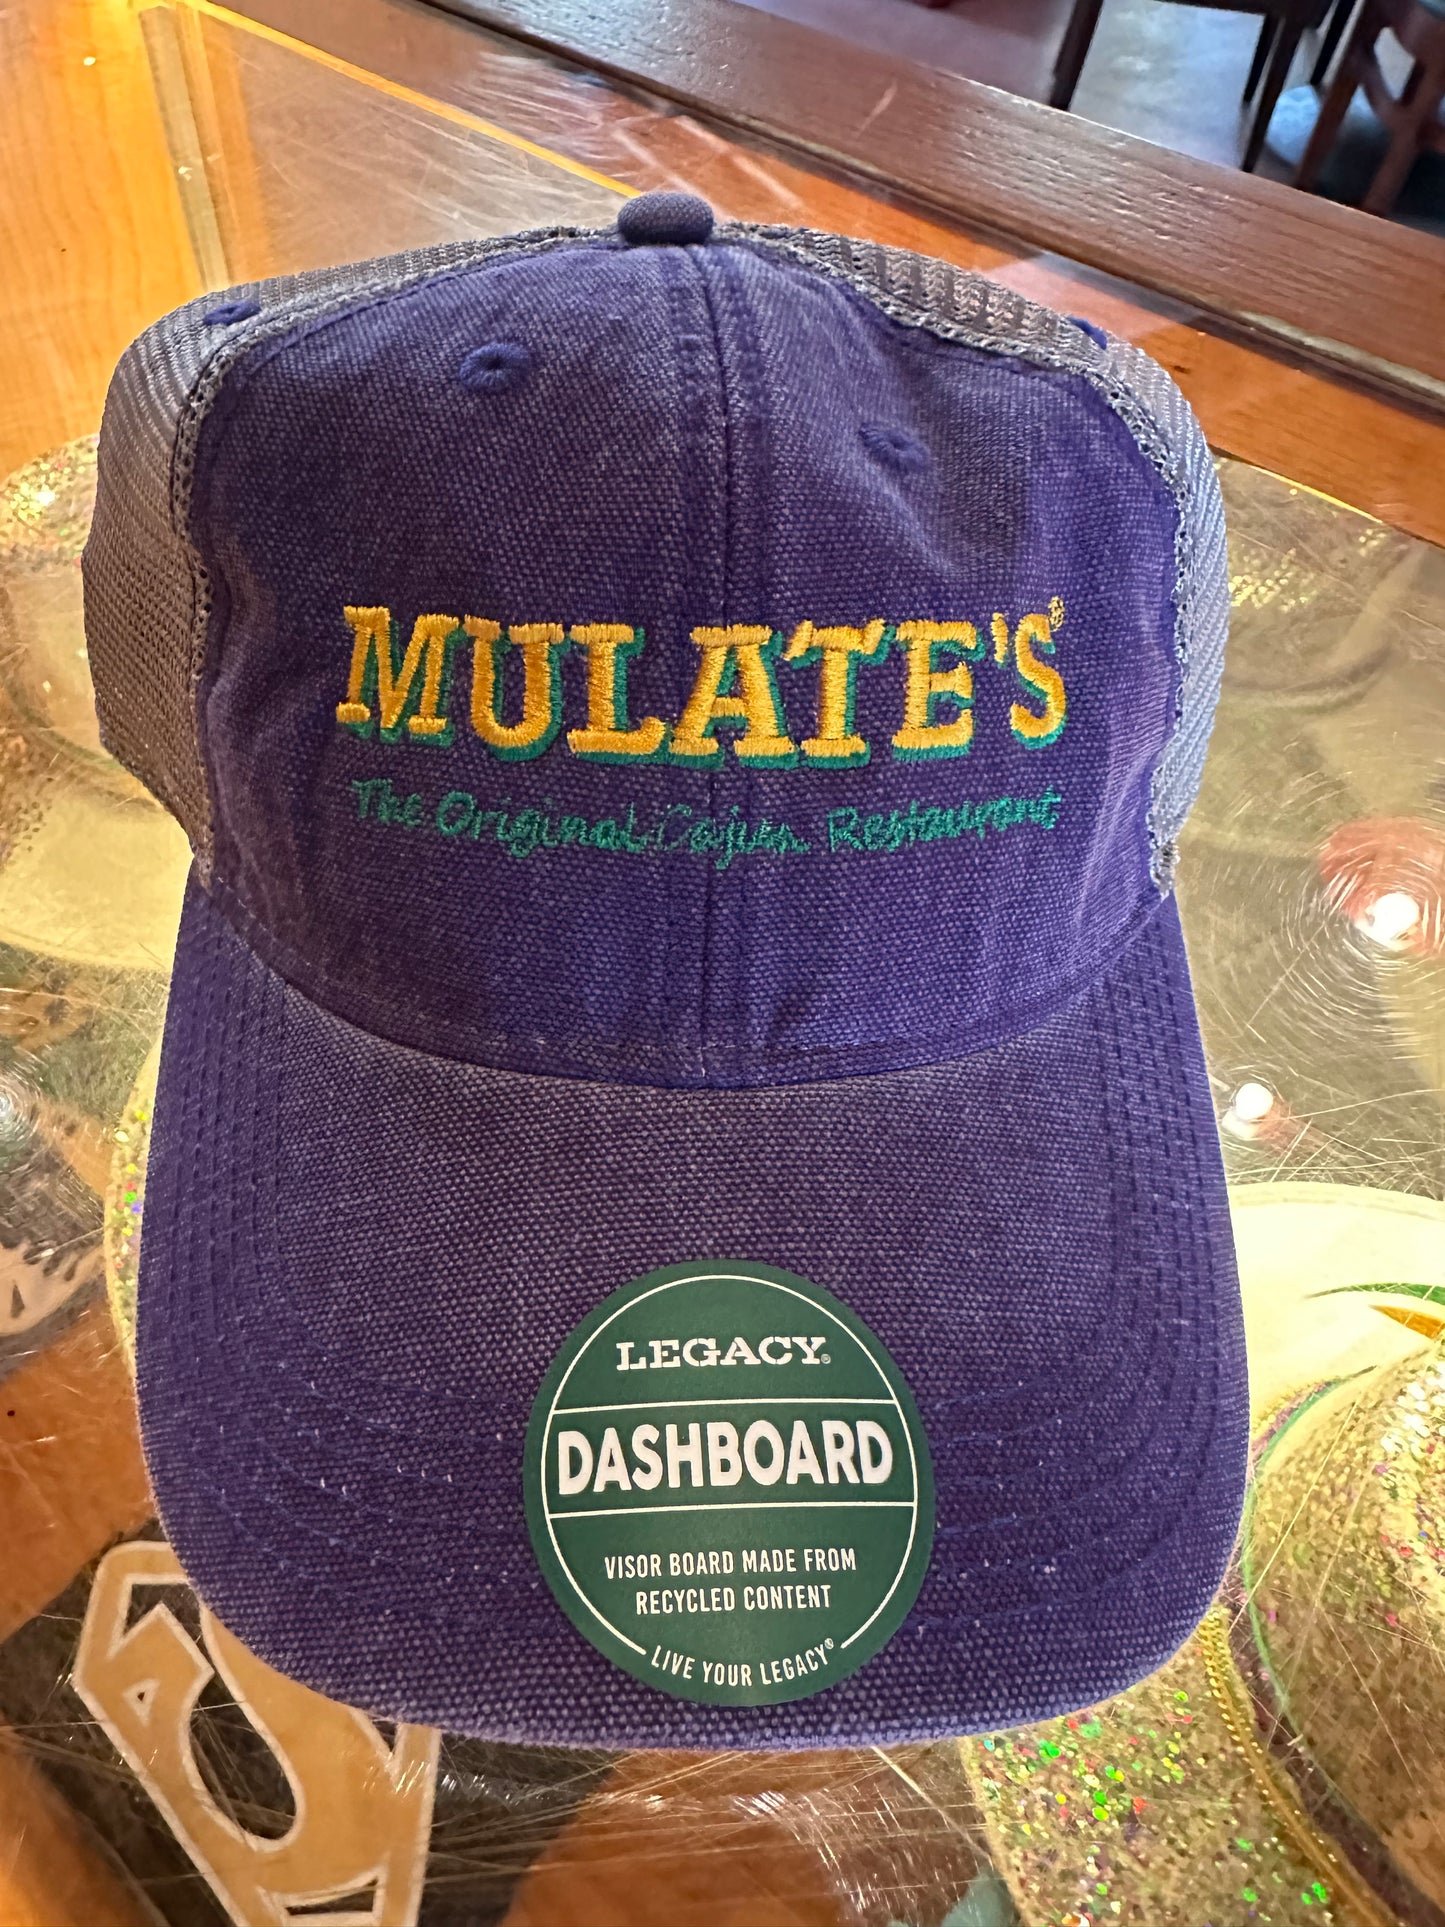 MULATE'S®
The Original Cajun Restaurant
LEGACY®
DASHBOARD
VISOR BOARD MADE FROM
RECYCLED CONTENT
LIVE YOUR LEGACY®